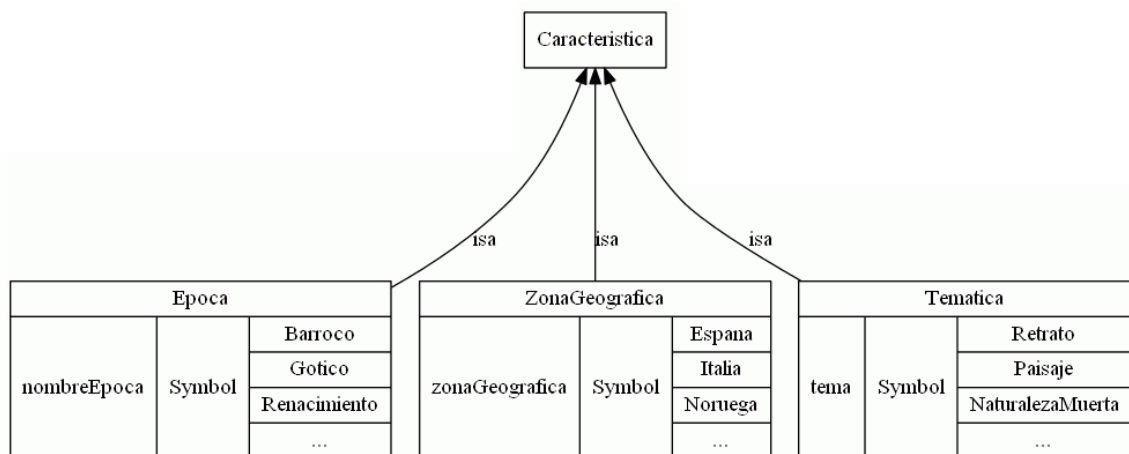 Caracteristica
isa
isa
isa
Epoca
nombreEpoca
Symbol
Barroco
Gotico
Renacimiento
...
ZonaGeografica
zonaGeografica
Symbol
Espana
Italia
Noruega
...
Tematica
tema
Symbol
Retrato
Paisaje
NaturalezaMuerta
...